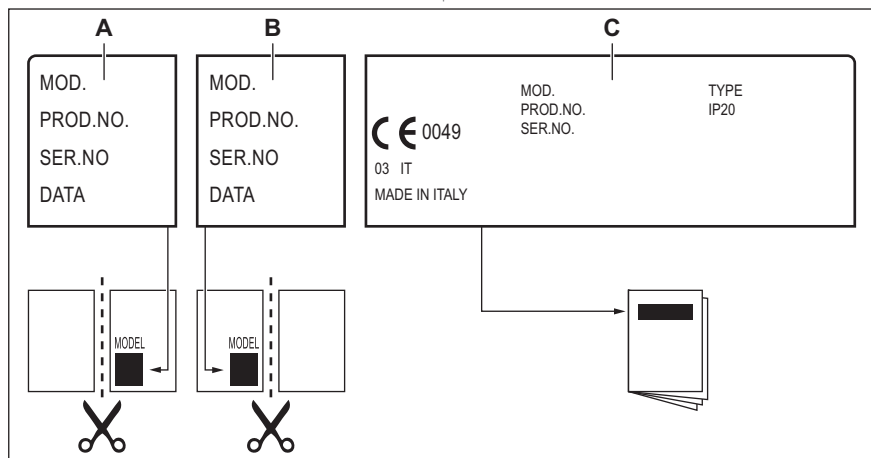 A
MOD.
PROD.NO.
SER.NO
DATA
B
MOD.
PROD.NO.
SER.NO
DATA
C
MOD.
PROD.NO.
SER.NO.
TYPE
IP20
CE 0049
03 IT
MADE IN ITALY
MODEL
MODEL